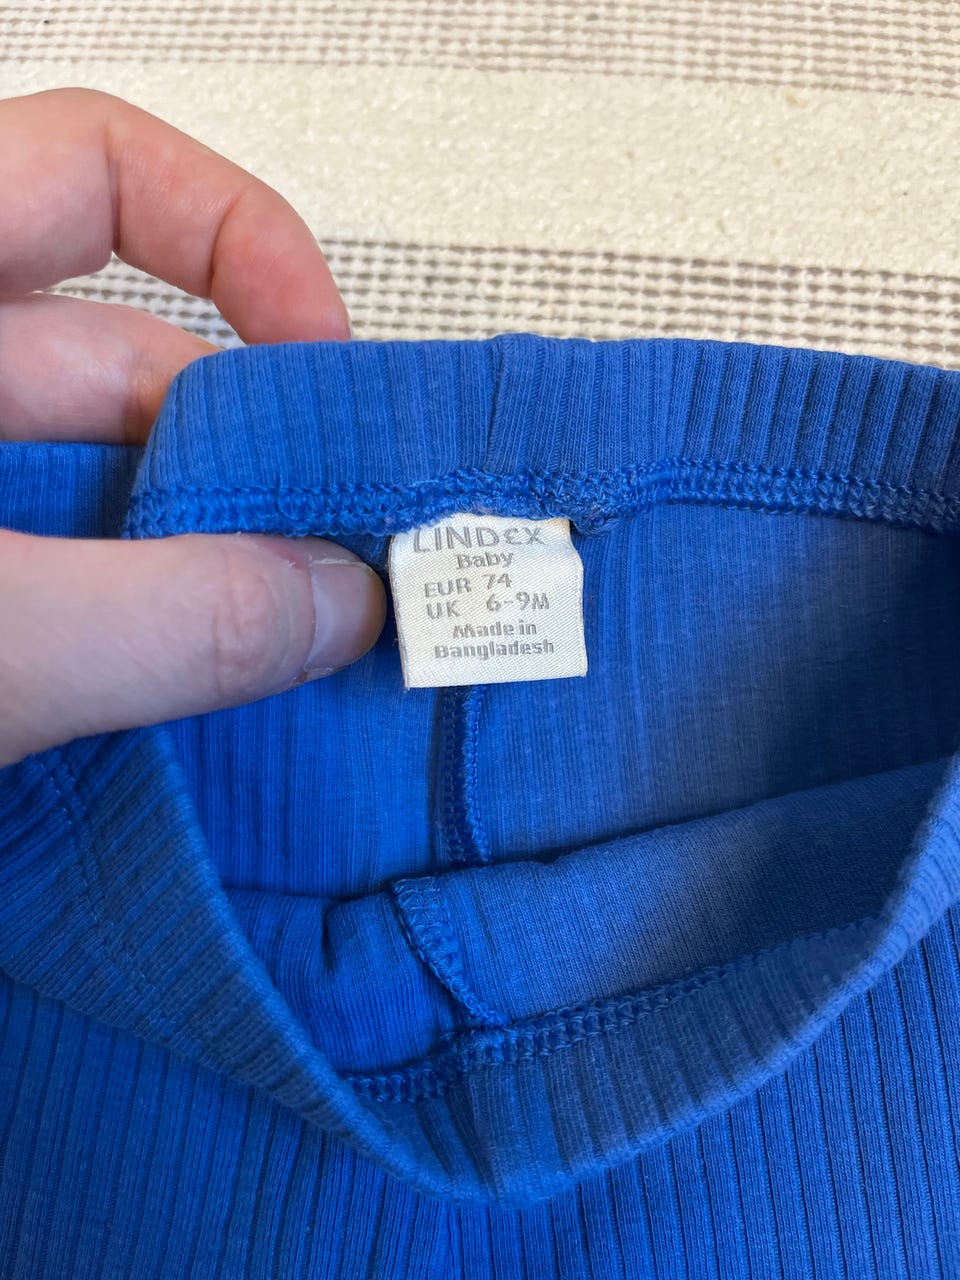 LINDEX
Baby
EUR 74
UK 6-9M
Made in
Bangladesh